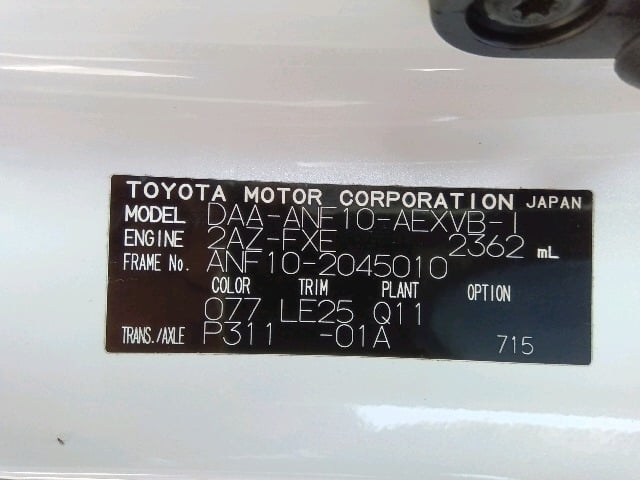 TOYOTA MOTOR CORPORATION JAPAN
MODEL DAA-ANF10-AEXVB-I
ENGINE 2AZ-FXE 2362 mL
FRAME No. ANF10-2045010
COLOR TRIM PLANT OPTION
077 LE25 Q11
TRANS./AXLE P311 -01A 715